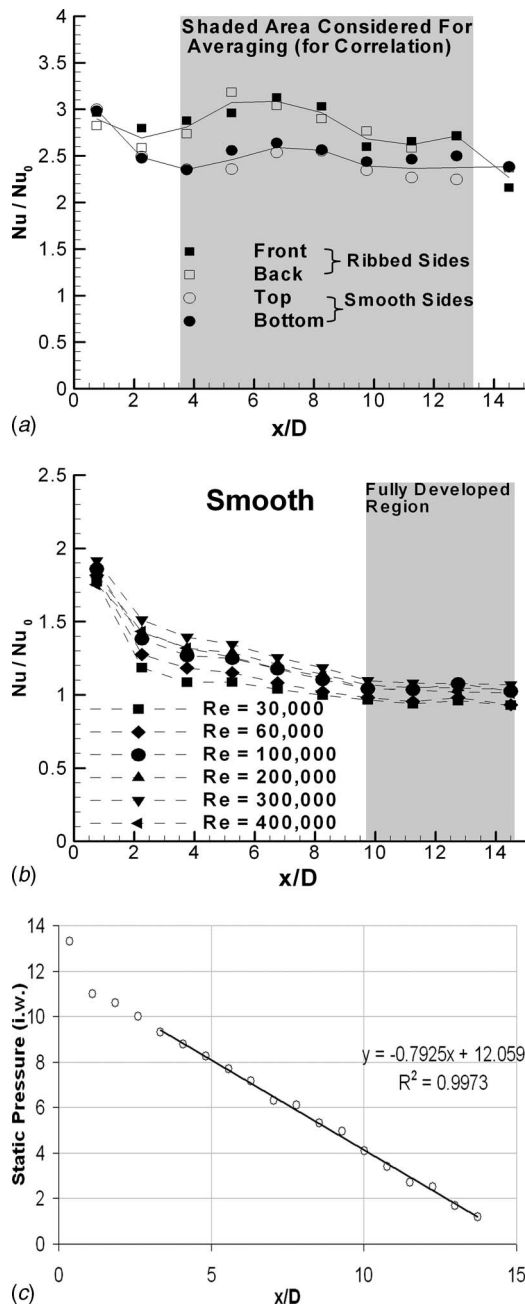 Shaded Area Considered For
Averaging (for Correlation)
4
3.5
3
2.5
2
1.5
1
0.5
0
Nu / Nu0
Front
Back
Ribbed Sides
Top
Bottom
Smooth Sides
0 2 4 6 8 10 12 14
x/D
(a)
2.5
2
1.5
1
0.5
0
Nu / Nu0
Smooth
Fully Developed
Region
Re = 30,000
Re = 60,000
Re = 100,000
Re = 200,000
Re = 300,000
Re = 400,000
0 2 4 6 8 10 12 14
x/D
(b)
14
12
10
8
6
4
2
0
Static Pressure (i.w.)
y = -0.7925x + 12.059
R² = 0.9973
0 5 10 15
x/D
(c)